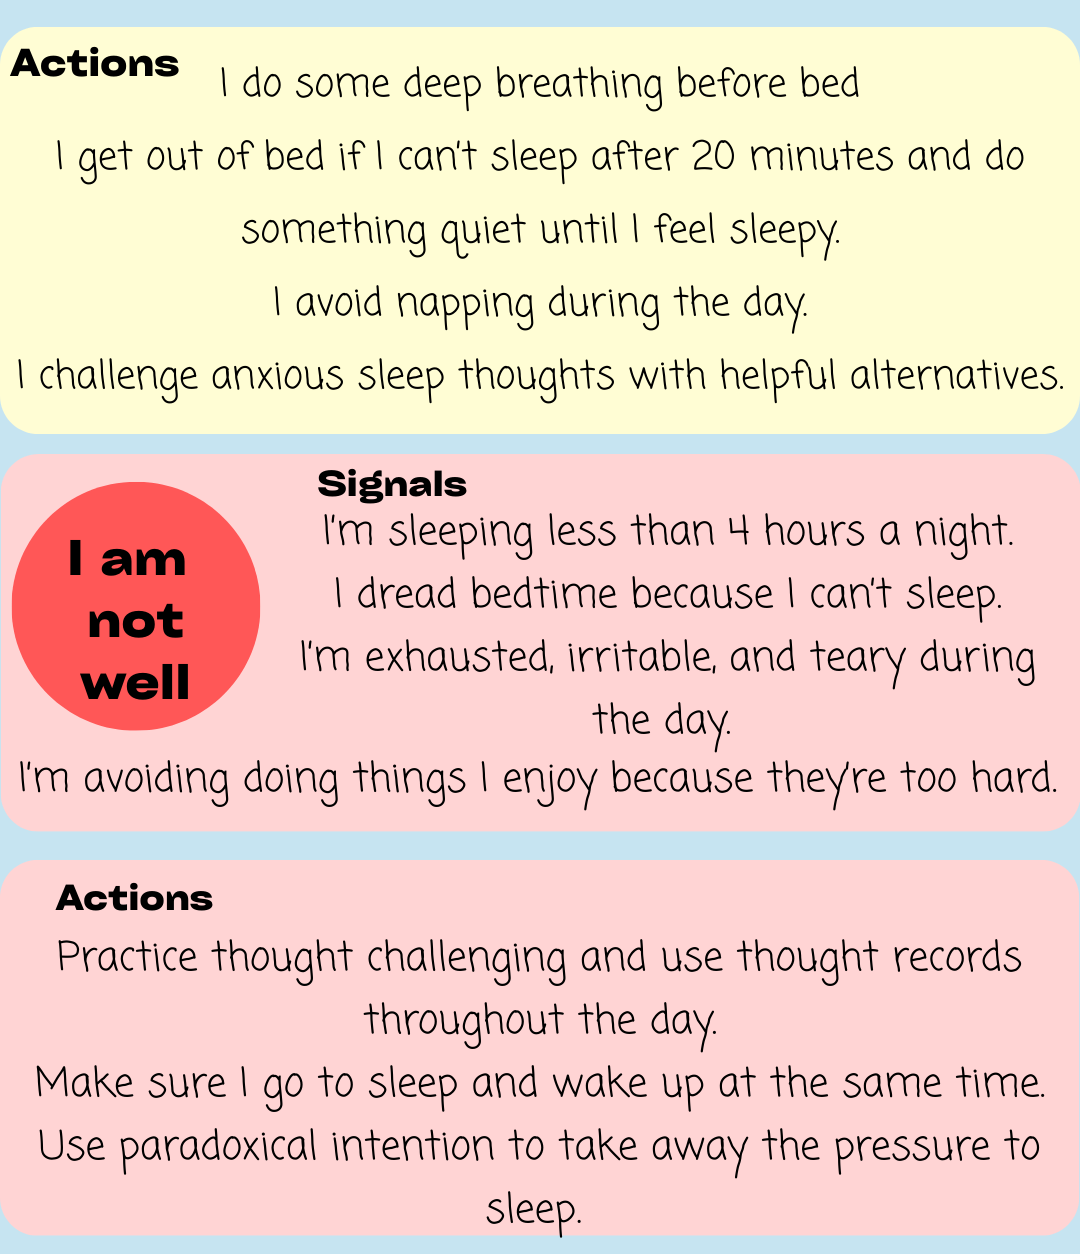 Actions
I do some deep breathing before bed
I get out of bed if I can't sleep after 20 minutes and do
something quiet until I feel sleepy.
I avoid napping during the day.
I challenge anxious sleep thoughts with helpful alternatives.
I am
not
well
Signals
I'm sleeping less than 4 hours a night.
I dread bedtime because I can't sleep.
I'm exhausted, irritable, and teary during
the day.
I'm avoiding doing things I enjoy because they're too hard.
Actions
Practice thought challenging and use thought records
throughout the day.
Make sure I go to sleep and wake up at the same time.
Use paradoxical intention to take away the pressure to
sleep.